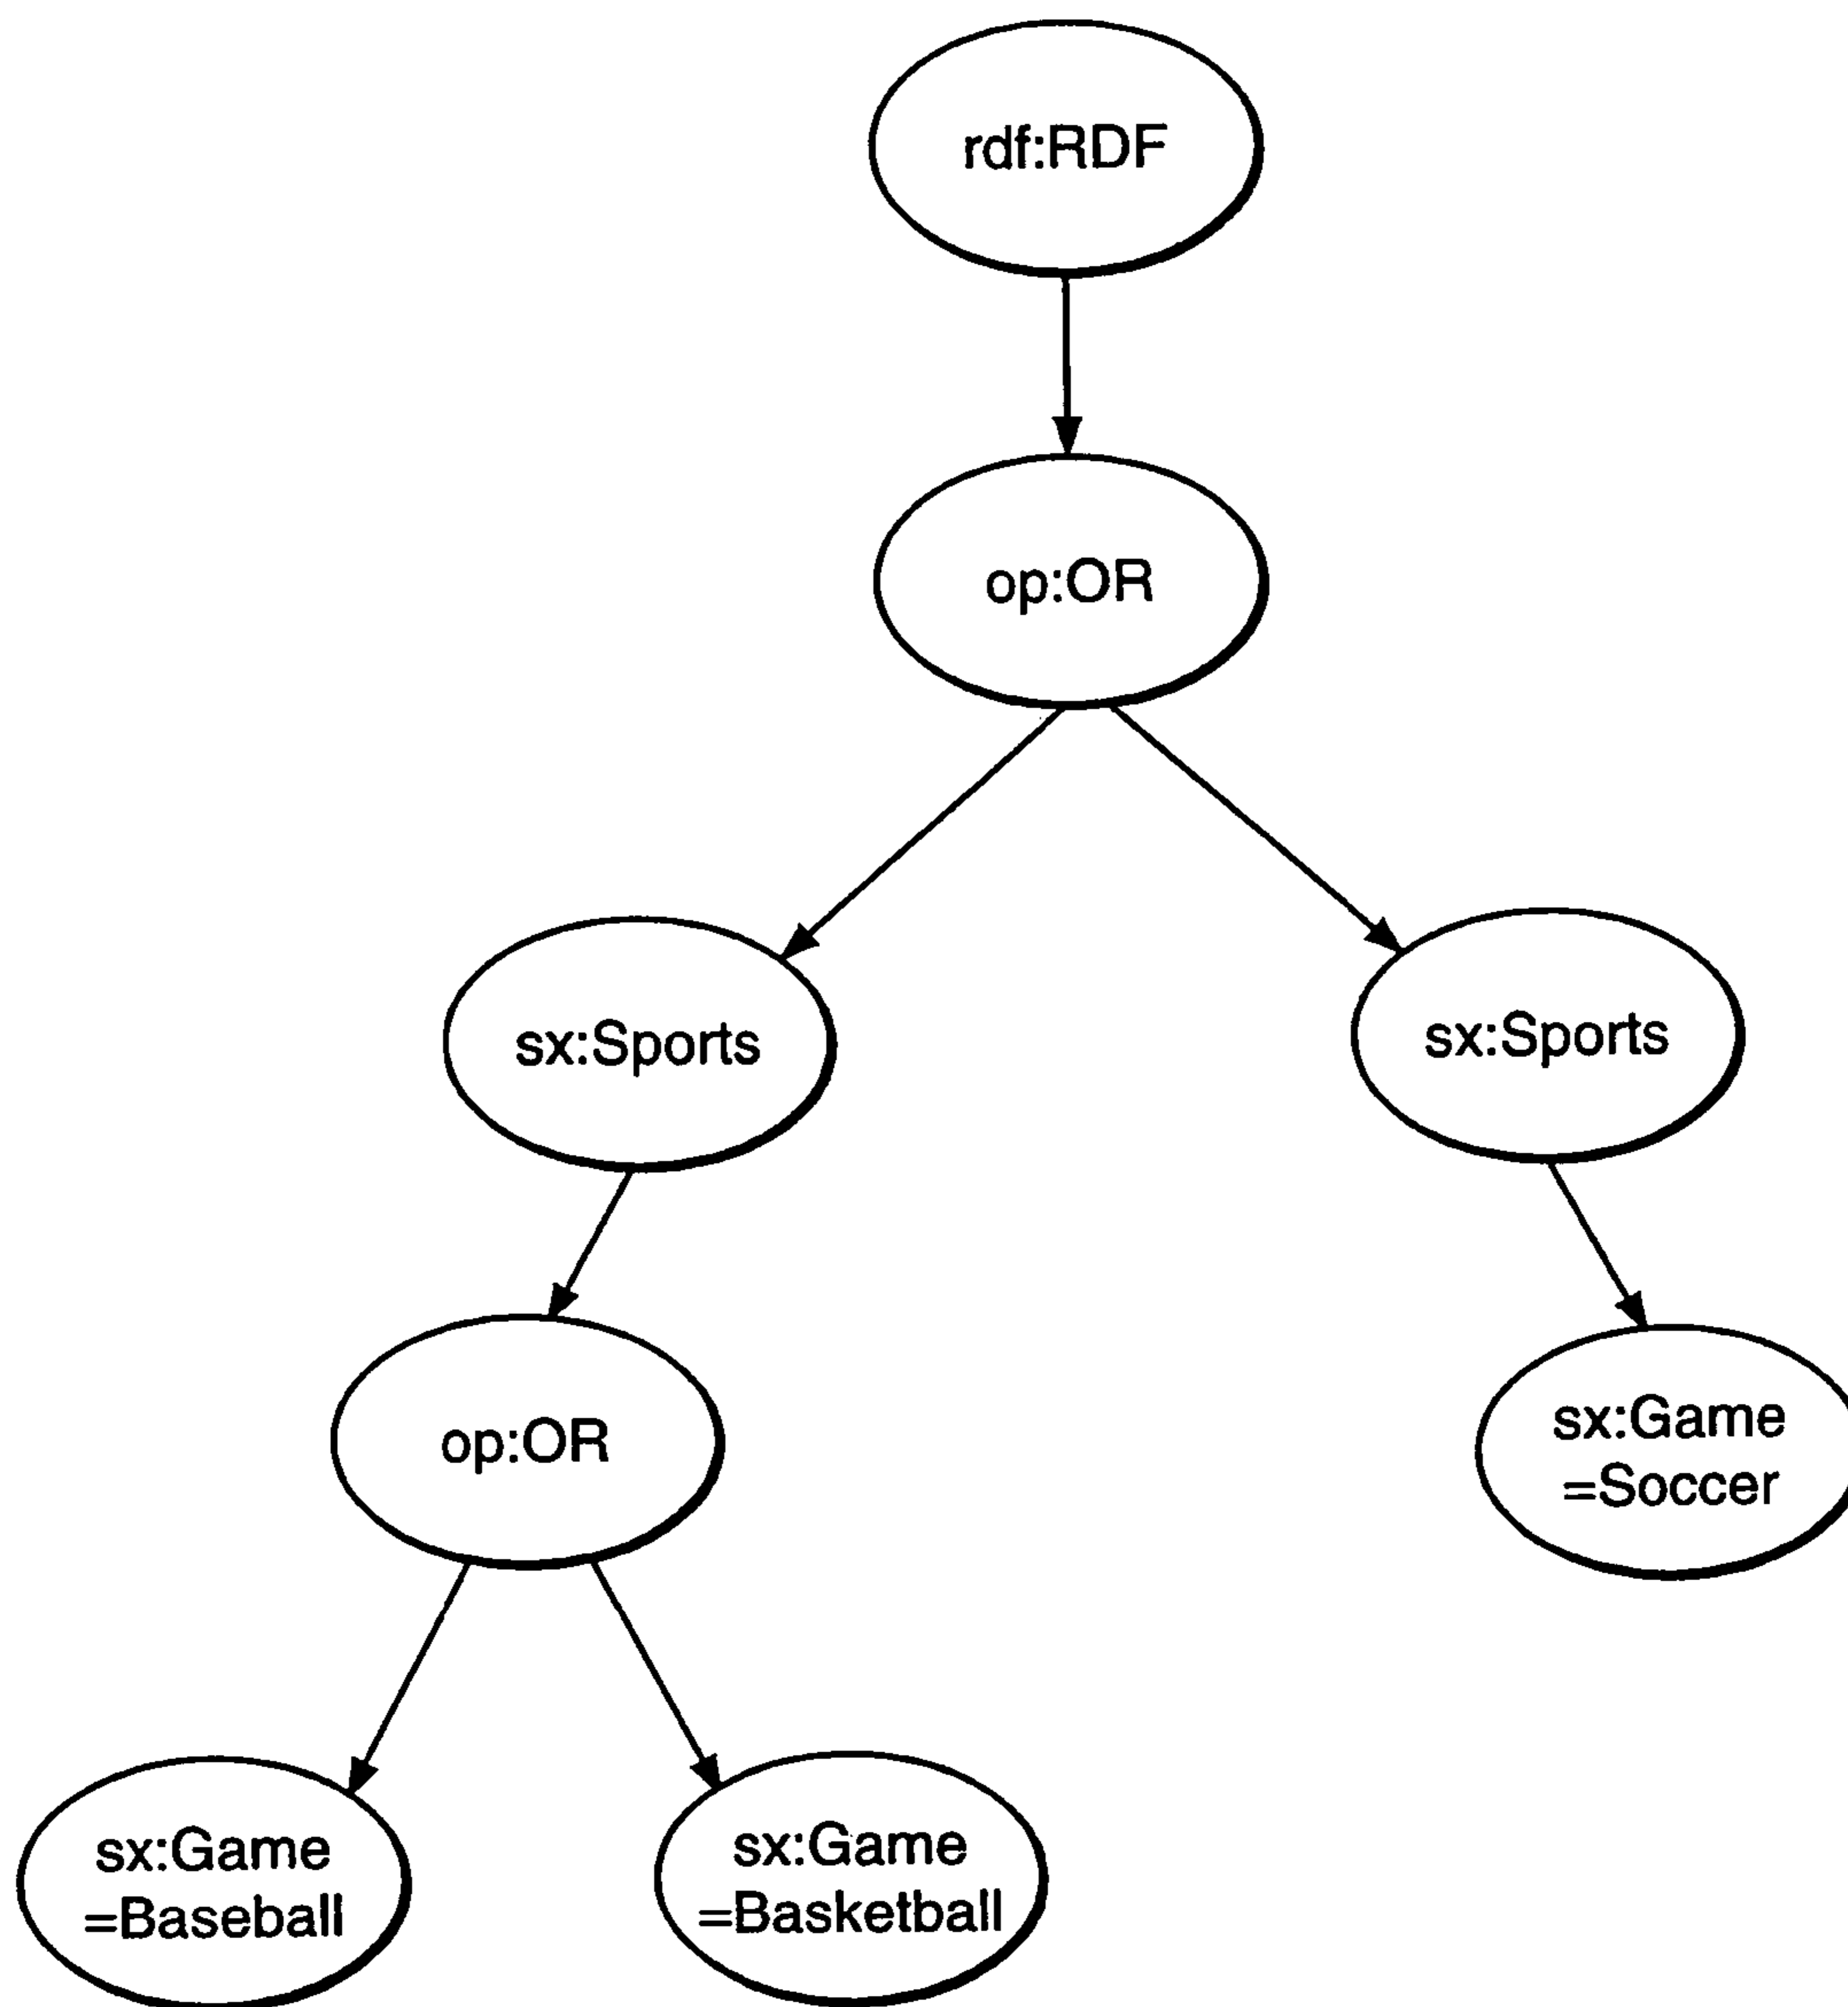 rdf:RDF
op:OR
sx:Sports
sx:Sports
op:OR
sx:Game
=Soccer
sx:Game
=Baseball
sx:Game
=Basketball